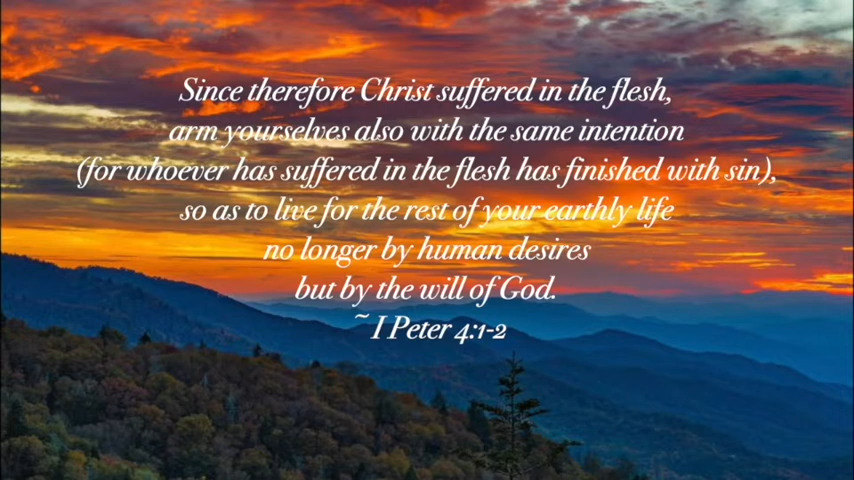 Since therefore Christ suffered in the flesh,
arm yourselves also with the same intention
(for whoever has suffered in the flesh has finished with sin),
so as to live for the rest of your earthly life
no longer by human desires
but by the will of God.
~ I Peter 4:1-2